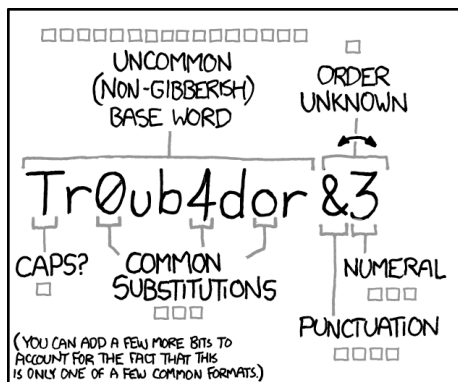 UNCOMMON
(NON-GIBBERISH)
BASE WORD
ORDER
UNKNOWN
Tr0ub4dor &3
CAPS?
COMMON
SUBSTITUTIONS
NUMERAL
PUNCTUATION
(YOU CAN ADD A FEW MORE BITS TO
ACCOUNT FOR THE FACT THAT THIS
IS ONLY ONE OF A FEW COMMON FORMATS.)